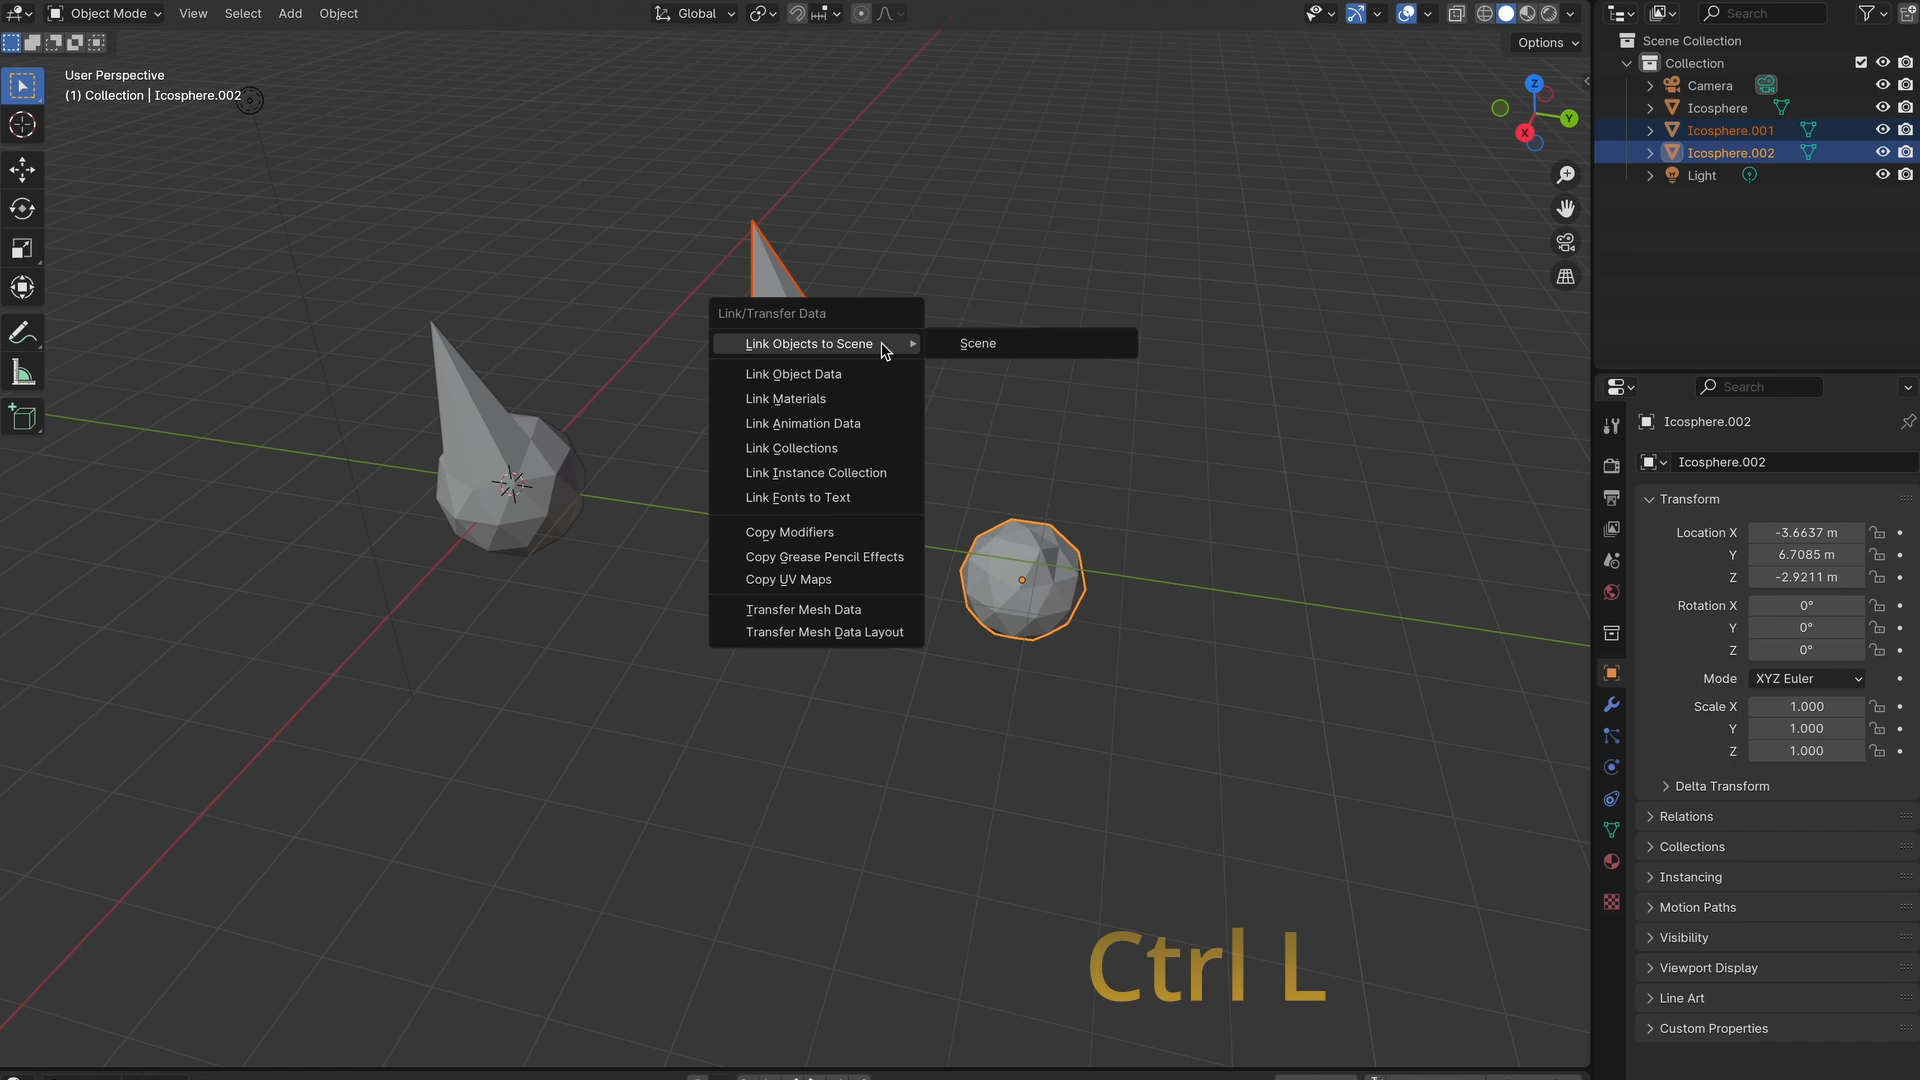 Object Mode
View
Select
Add
Object
Global
Search
Options
User Perspective
(1) Collection | Icosphere.002
Z
Y
X
Scene Collection
Collection
Camera
Icosphere
Icosphere.001
Icosphere.002
Light
Link/Transfer Data
Link Objects to Scene
Scene
Link Object Data
Link Materials
Link Animation Data
Link Collections
Link Instance Collection
Link Fonts to Text
Copy Modifiers
Copy Grease Pencil Effects
Copy UV Maps
Transfer Mesh Data
Transfer Mesh Data Layout
Search
Icosphere.002
Icosphere.002
Transform
Location X -3.6637 m
Y 6.7085 m
Z -2.9211 m
Rotation X 0°
Y 0°
Z 0°
Mode XYZ Euler
Scale X 1.000
Y 1.000
Z 1.000
Delta Transform
Relations
Collections
Instancing
Motion Paths
Visibility
Viewport Display
Line Art
Custom Properties
Ctrl L